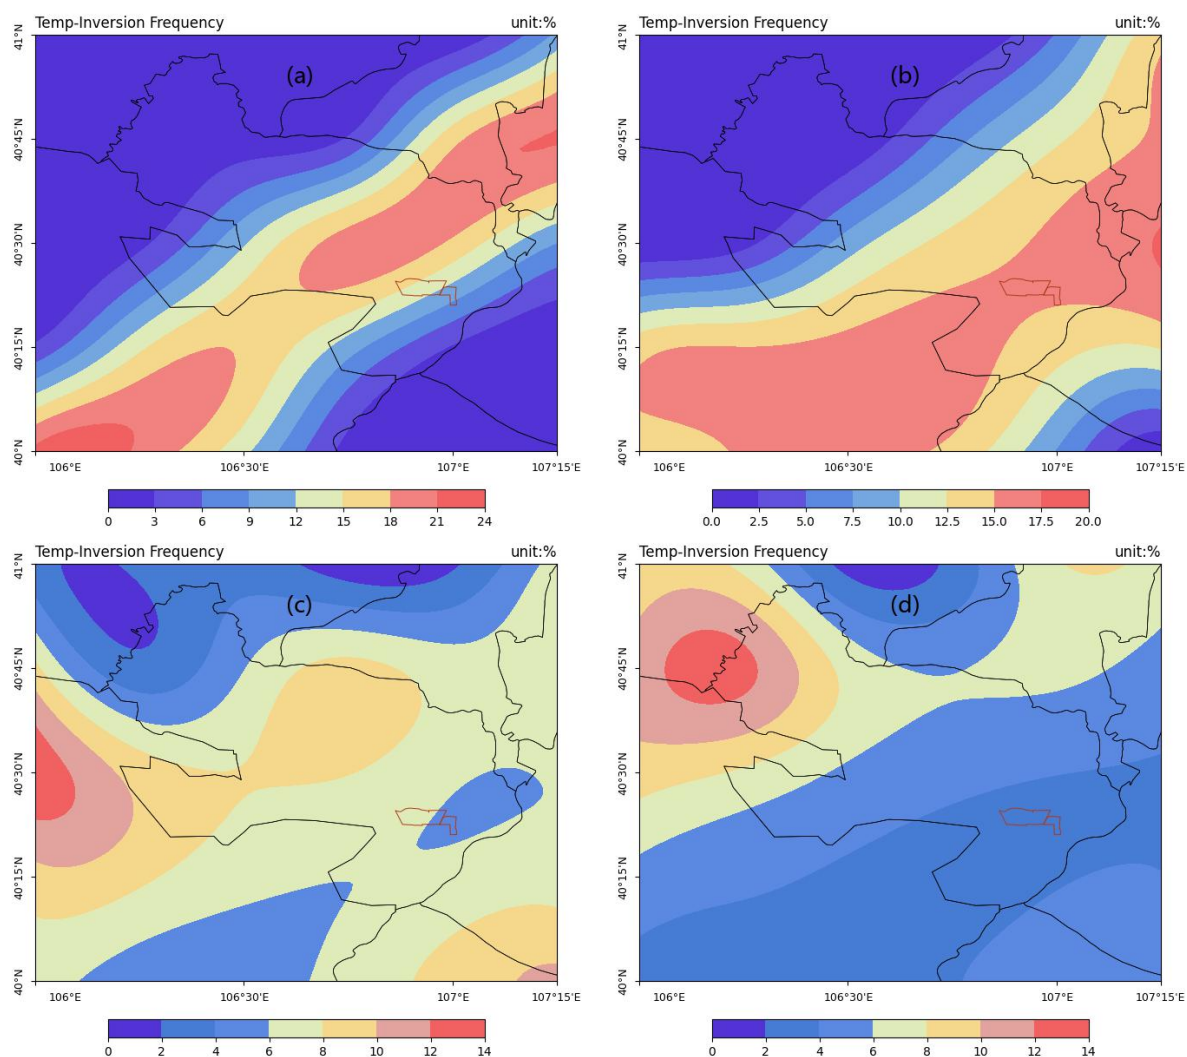 Temp-Inversion Frequency unit:%
(a)
41°N
40°45'N
40°30'N
40°15'N
40°N
106°E 106°30'E 107°E 107°15'E
0 3 6 9 12 15 18 21 24
Temp-Inversion Frequency unit:%
(b)
41°N
40°45'N
40°30'N
40°15'N
40°N
106°E 106°30'E 107°E 107°15'E
0.0 2.5 5.0 7.5 10.0 12.5 15.0 17.5 20.0
Temp-Inversion Frequency unit:%
(c)
41°N
40°45'N
40°30'N
40°15'N
40°N
106°E 106°30'E 107°E 107°15'E
0 2 4 6 8 10 12 14
Temp-Inversion Frequency unit:%
(d)
41°N
40°45'N
40°30'N
40°15'N
40°N
106°E 106°30'E 107°E 107°15'E
0 2 4 6 8 10 12 14